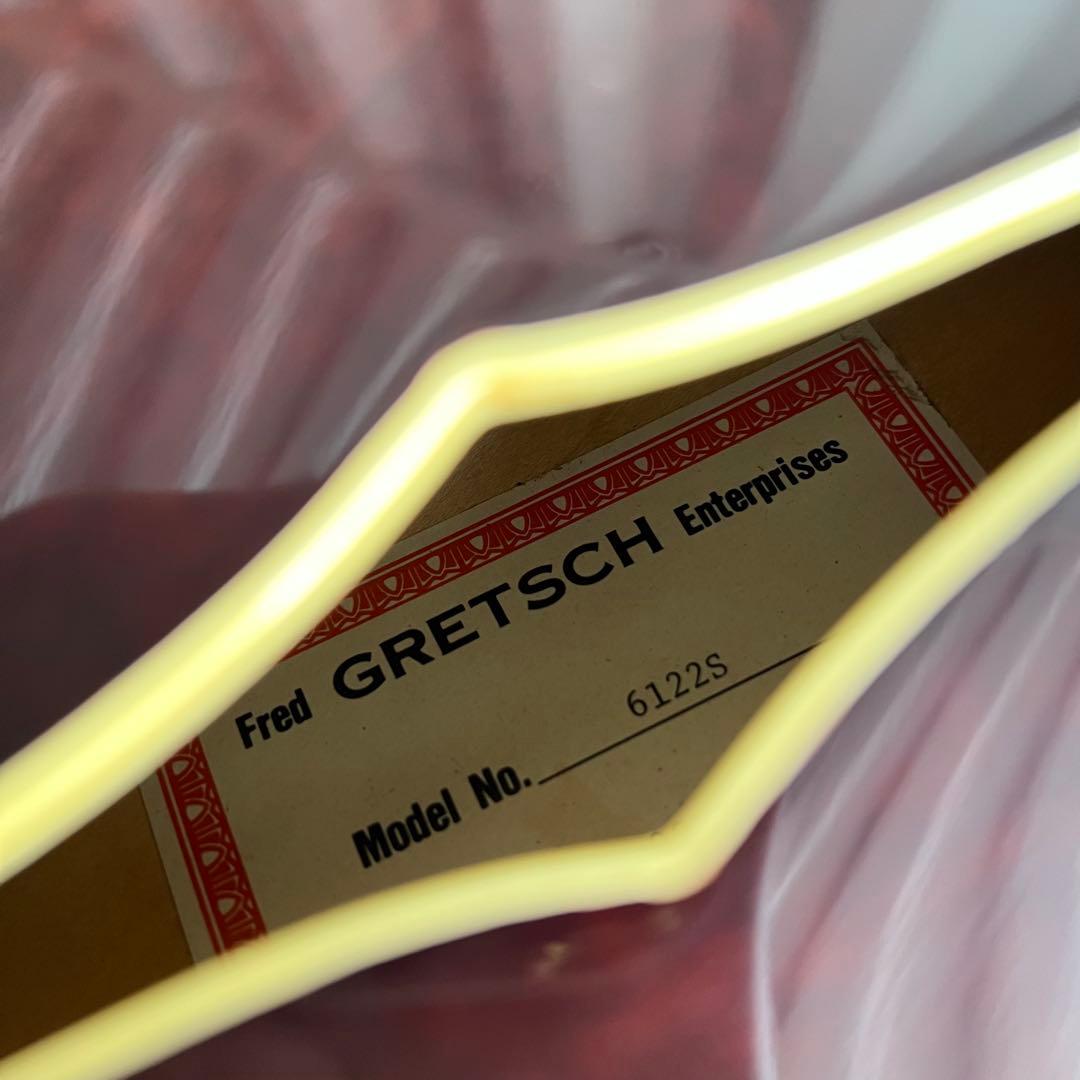 Fred GRETSCH Enterprises
Model No. 6122S